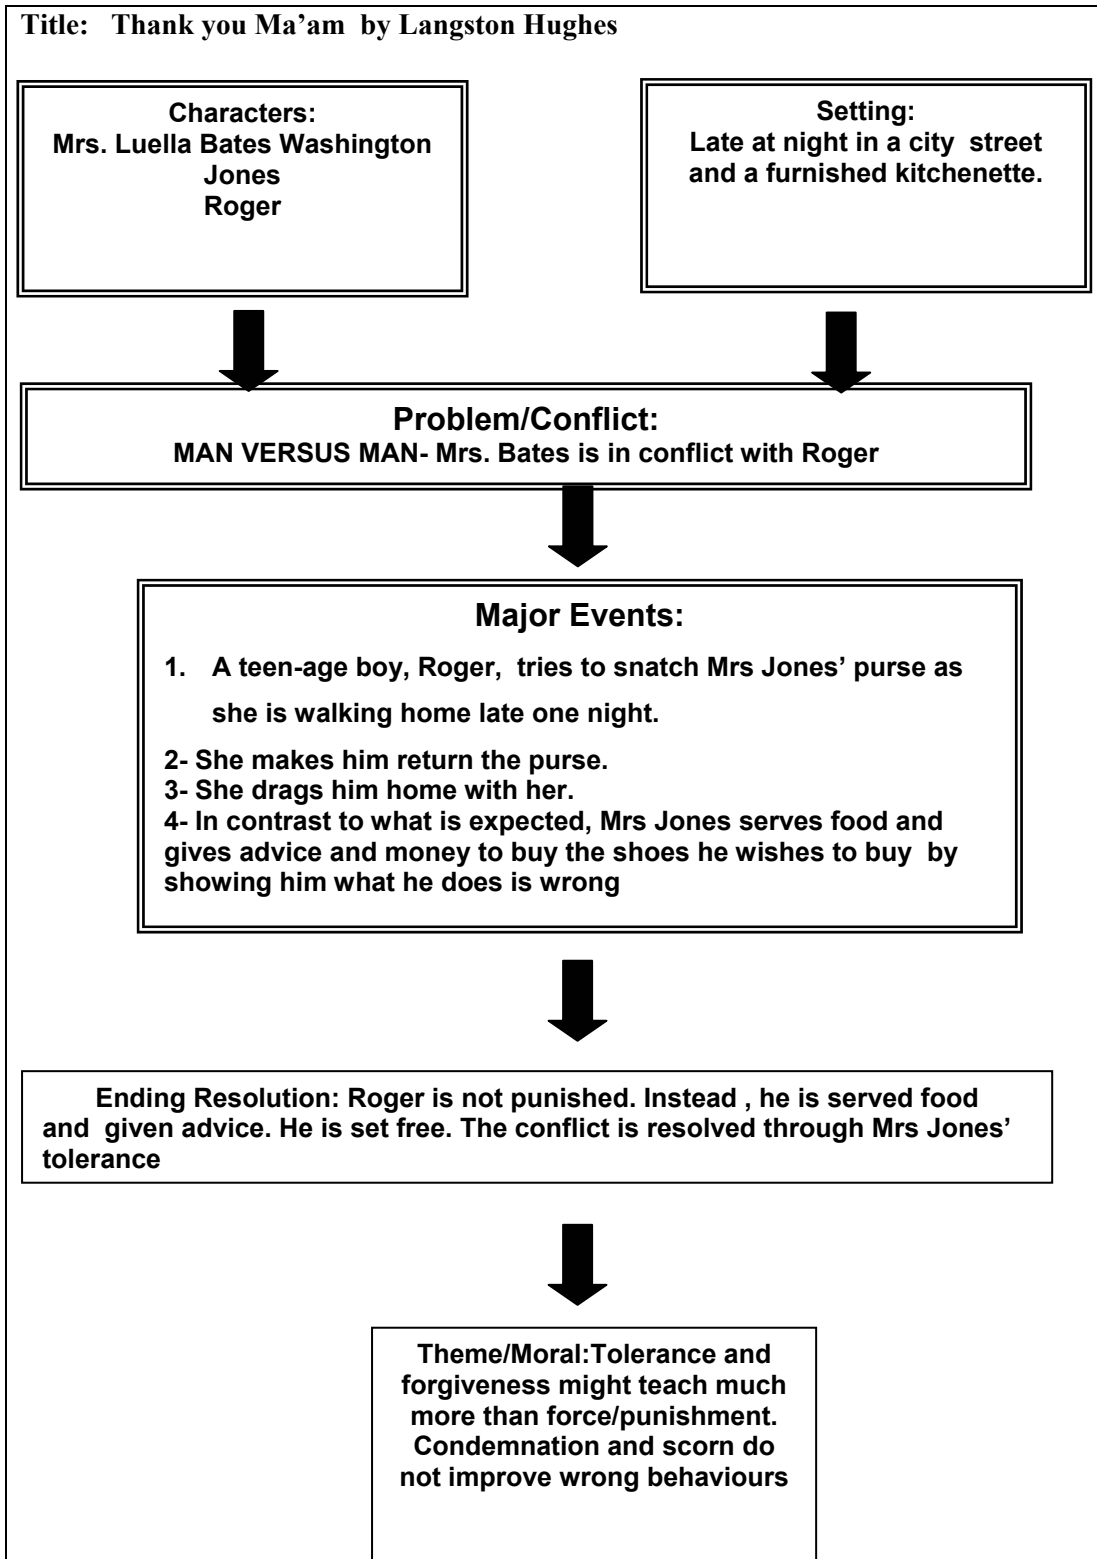 Title: Thank you Ma’am by Langston Hughes
Characters:
Mrs. Luella Bates Washington
Jones
Roger
Setting:
Late at night in a city street
and a furnished kitchenette.
Problem/Conflict:
MAN VERSUS MAN- Mrs. Bates is in conflict with Roger
Major Events:
1. A teen-age boy, Roger, tries to snatch Mrs Jones’ purse as
she is walking home late one night.
2- She makes him return the purse.
3- She drags him home with her.
4- In contrast to what is expected, Mrs Jones serves food and
gives advice and money to buy the shoes he wishes to buy by
showing him what he does is wrong
Ending Resolution: Roger is not punished. Instead , he is served food
and given advice. He is set free. The conflict is resolved through Mrs Jones’
tolerance
Theme/Moral:Tolerance and
forgiveness might teach much
more than force/punishment.
Condemnation and scorn do
not improve wrong behaviours